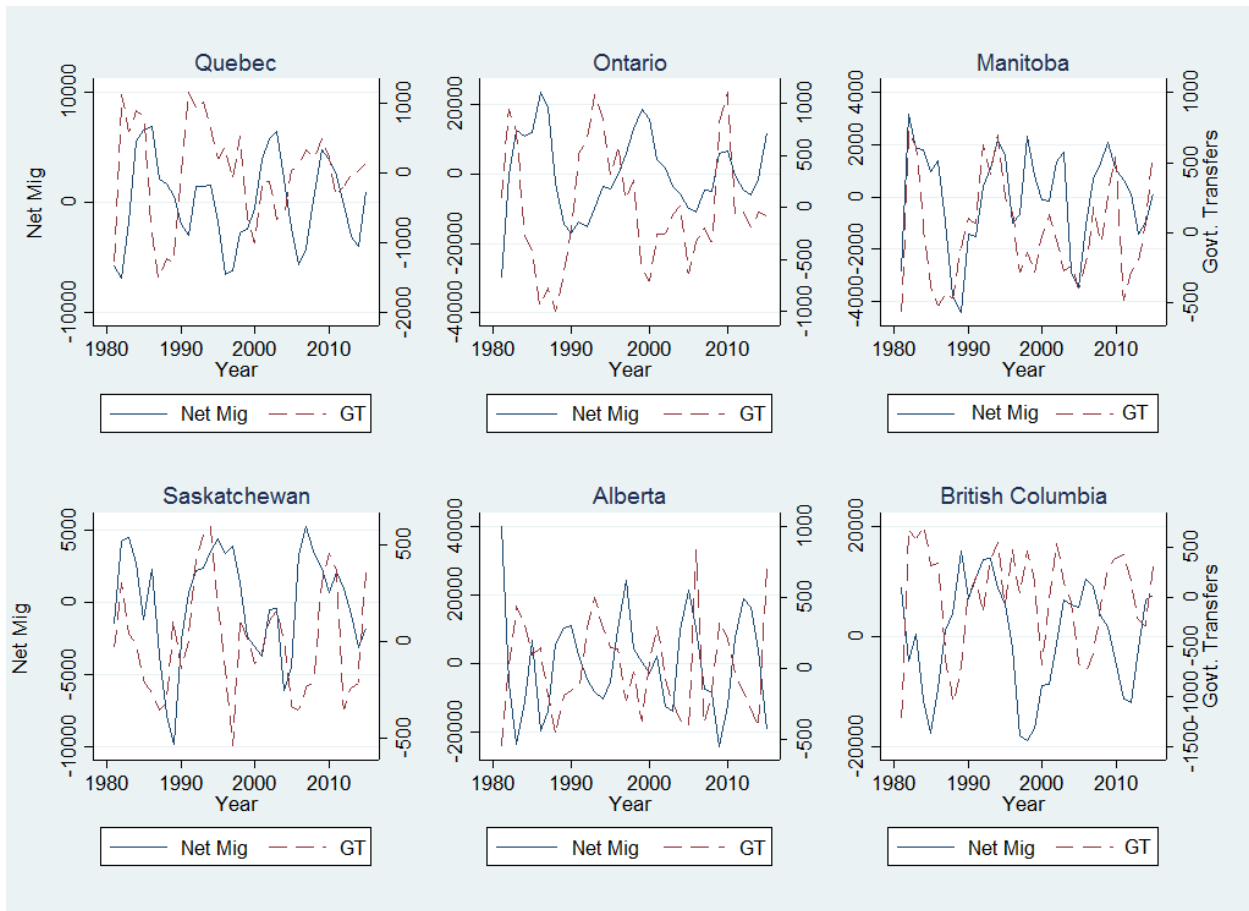 Quebec
Net Mig
10000
0
-10000
1000
0
-1000
-2000
1980 1990 2000 2010
Year
Net Mig GT
Ontario
20000
0
-20000
-40000
1000
500
0
-500
-1000
1980 1990 2000 2010
Year
Net Mig GT
Manitoba
4000
2000
0
-2000
-4000
1000
500
0
-500
Govt. Transfers
1980 1990 2000 2010
Year
Net Mig GT
Saskatchewan
Net Mig
5000
0
-5000
-10000
500
0
-500
1980 1990 2000 2010
Year
Net Mig GT
Alberta
40000
20000
0
-20000
1000
500
0
-500
1980 1990 2000 2010
Year
Net Mig GT
British Columbia
20000
0
-20000
500
0
-500
-1000
-1500
Govt. Transfers
1980 1990 2000 2010
Year
Net Mig GT